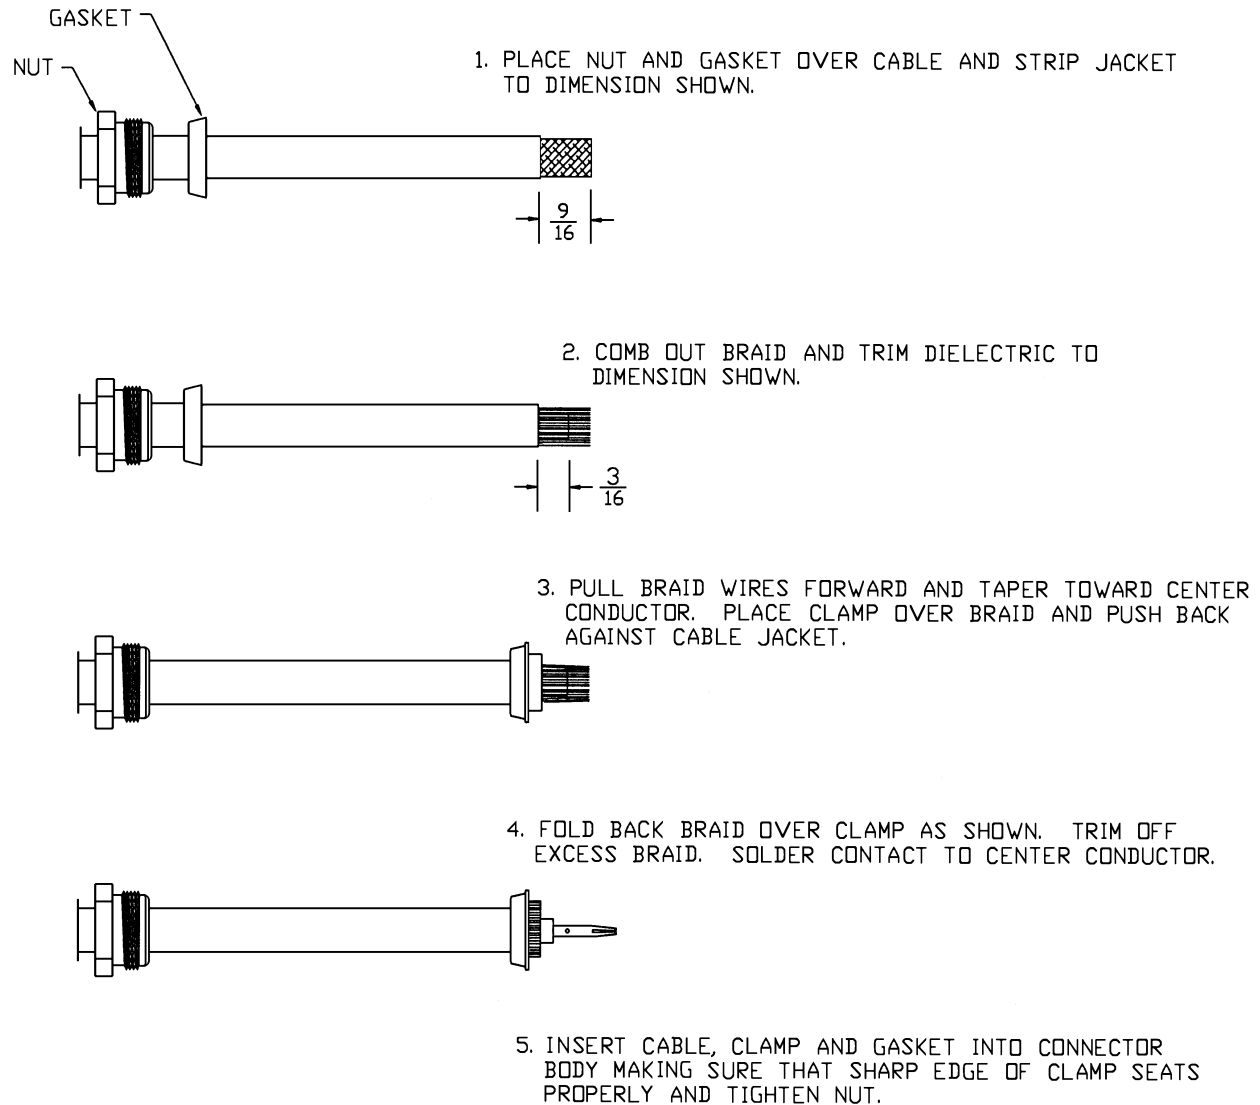 GASKET
NUT
1. PLACE NUT AND GASKET OVER CABLE AND STRIP JACKET
TO DIMENSION SHOWN.
9
16
2. COMB OUT BRAID AND TRIM DIELECTRIC TO
DIMENSION SHOWN.
3
16
3. PULL BRAID WIRES FORWARD AND TAPER TOWARD CENTER
CONDUCTOR. PLACE CLAMP OVER BRAID AND PUSH BACK
AGAINST CABLE JACKET.
4. FOLD BACK BRAID OVER CLAMP AS SHOWN. TRIM OFF
EXCESS BRAID. SOLDER CONTACT TO CENTER CONDUCTOR.
5. INSERT CABLE, CLAMP AND GASKET INTO CONNECTOR
BODY MAKING SURE THAT SHARP EDGE OF CLAMP SEATS
PROPERLY AND TIGHTEN NUT.